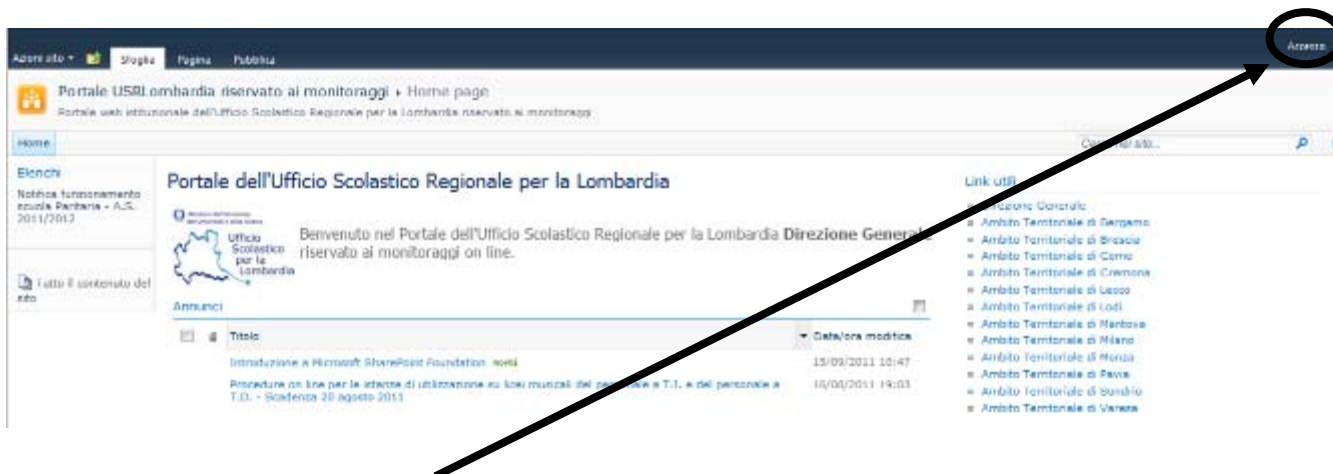 Accesso
Azioni sito
Sfoglia
Pagina
Pubblica
Portale USRLombardia riservato ai monitoraggi
Home page
Portale web istituzionale dell'Ufficio Scolastico Regionale per la Lombardia riservato ai monitoraggi
Home
Elenchi
Notifica funzionamento
scuola Paritaria - A.S.
2011/2012
Tutto il contenuto del
sito
Portale dell'Ufficio Scolastico Regionale per la Lombardia
Ufficio
Scolastico
per la
Lombardia
Benvenuto nel Portale dell'Ufficio Scolastico Regionale per la Lombardia Direzione Generale
riservato ai monitoraggi on line.
Annunci
Titolo
Data/ora modifica
Introduzione a Microsoft SharePoint Foundation
15/09/2011 10:47
Procedure on line per le istanze di utilizzazione su licei musicali del personale a T.I. e del personale a
T.D. - Scadenza 20 agosto 2011
Link utili
Direzione Generale
Ambito Territoriale di Bergamo
Ambito Territoriale di Brescia
Ambito Territoriale di Como
Ambito Territoriale di Cremona
Ambito Territoriale di Lecco
Ambito Territoriale di Lodi
Ambito Territoriale di Mantova
Ambito Territoriale di Milano
Ambito Territoriale di Monza
Ambito Territoriale di Pavia
Ambito Territoriale di Sondrio
Ambito Territoriale di Varese